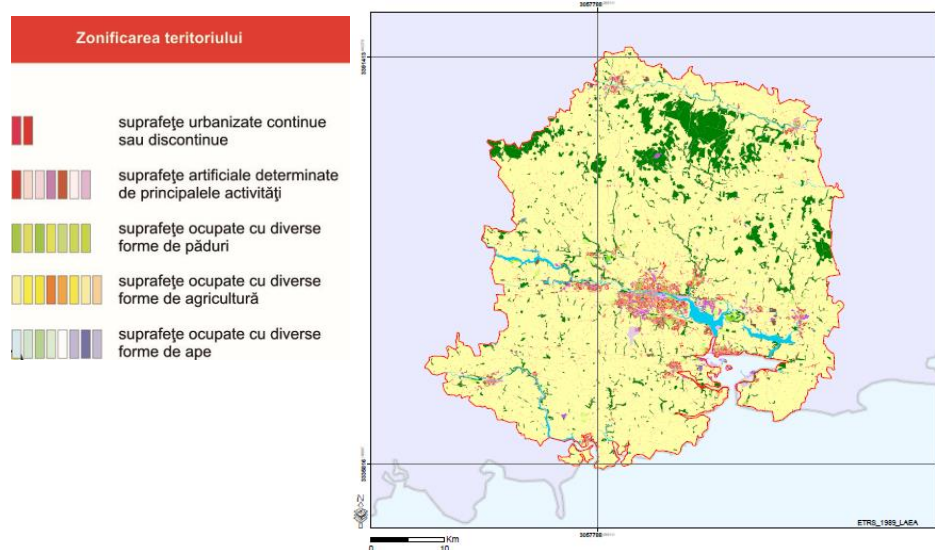 Zonificarea teritoriului
suprafeţe urbanizate continue
sau discontinue
suprafeţe artificiale determinate
de principalele activităţi
suprafeţe ocupate cu diverse
forme de păduri
suprafeţe ocupate cu diverse
forme de agricultură
suprafeţe ocupate cu diverse
forme de ape
ETRS_1989_LAEA
Km
0
10